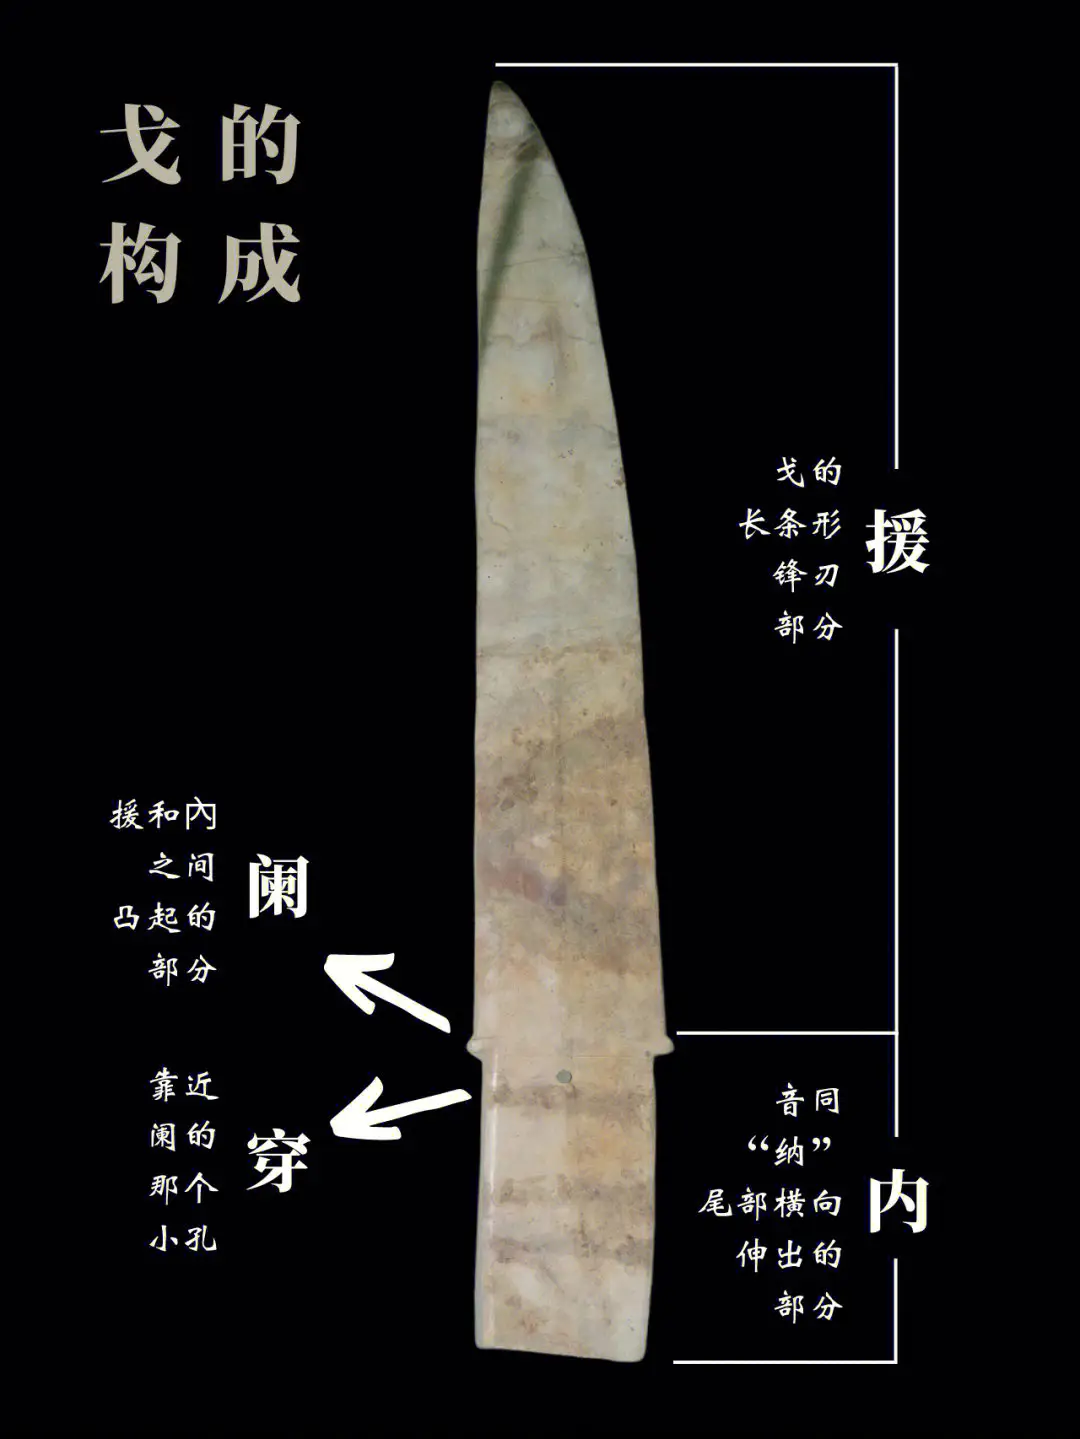 戈的
构成
戈的
长条形
锋刃
部分
援
援和內
之间
凸起的
部分
阑
靠近
阑的
那个
小孔
穿
音同
“纳”
尾部横向
伸出的
部分
内